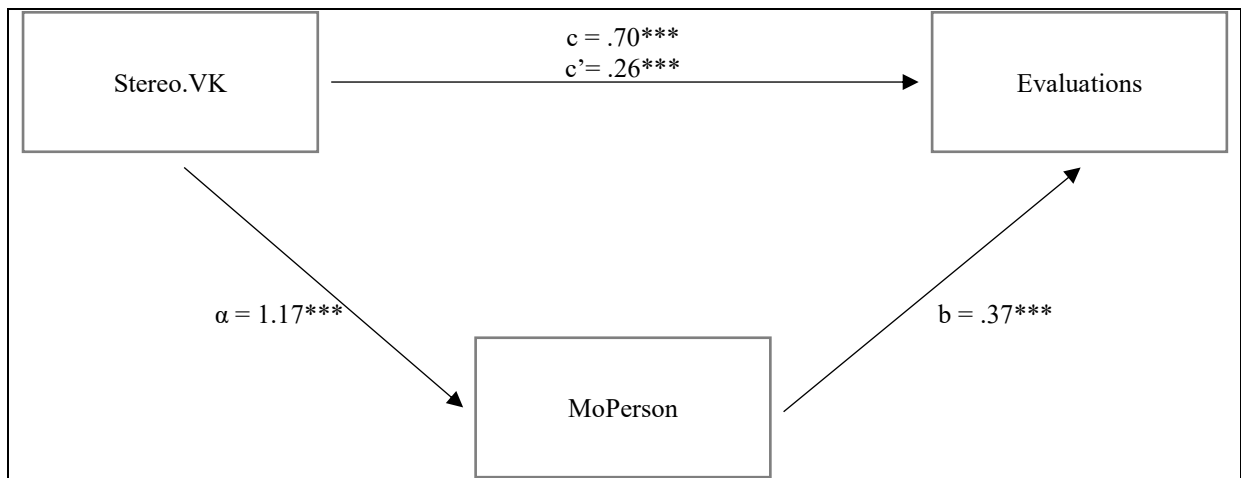 c = .70***
c’= .26***
Stereo.VK
Evaluations
α = 1.17***
b = .37***
MoPerson